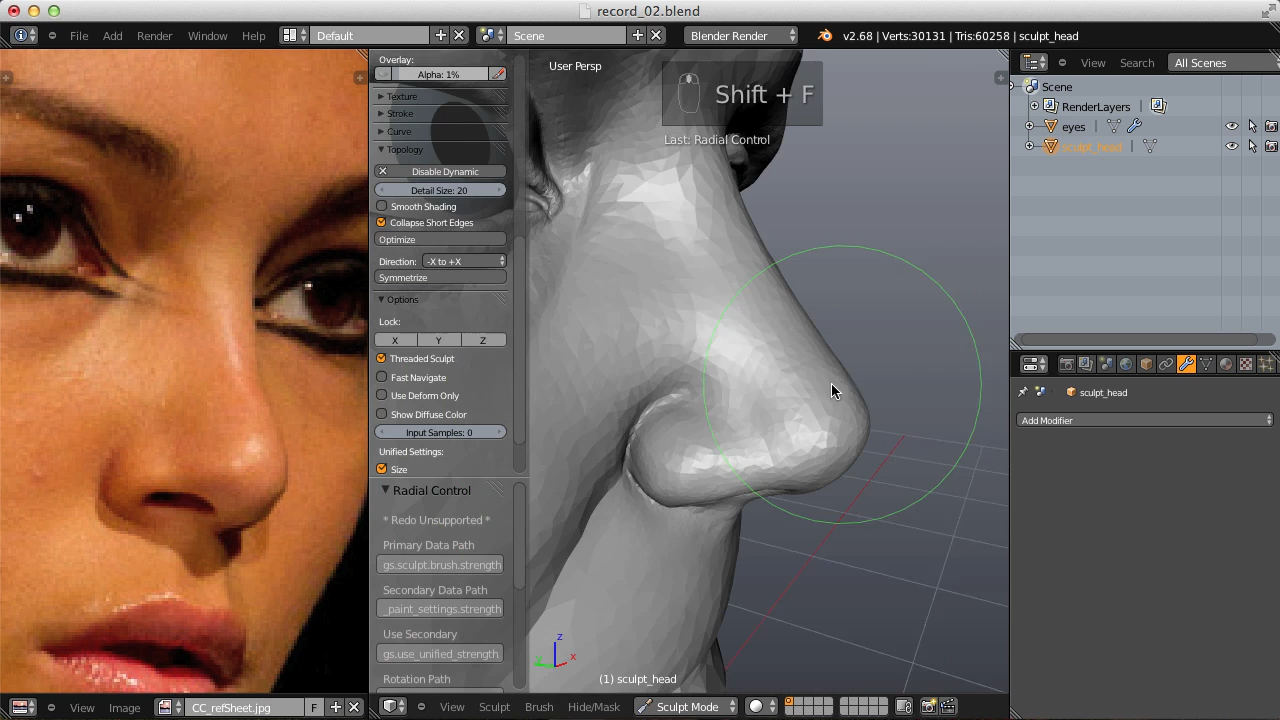 record_02.blend
File Add Render Window Help Default Scene Blender Render v2.68 | Verts:30131 | Tris:60258 | sculpt_head
Overlay:
Alpha: 1%
Texture
Stroke
Curve
Topology
Disable Dynamic
Detail Size: 20
Smooth Shading
Collapse Short Edges
Optimize
Direction: -X to +X
Symmetrize
Options
Lock:
X Y Z
Threaded Sculpt
Fast Navigate
Use Deform Only
Show Diffuse Color
Input Samples: 0
Unified Settings:
Size
Radial Control
* Redo Unsupported *
Primary Data Path
gs.sculpt.brush.strength
Secondary Data Path
_paint_settings.strength
Use Secondary
gs.use_unified_strength
Rotation Path
User Persp
Shift + F
Last: Radial Control
z
y x
(1) sculpt_head
View Search All Scenes
Scene
RenderLayers |
eyes |
sculpt_head |
sculpt_head
Add Modifier
View Image CC_refSheet.jpg F
View Sculpt Brush Hide/Mask Sculpt Mode